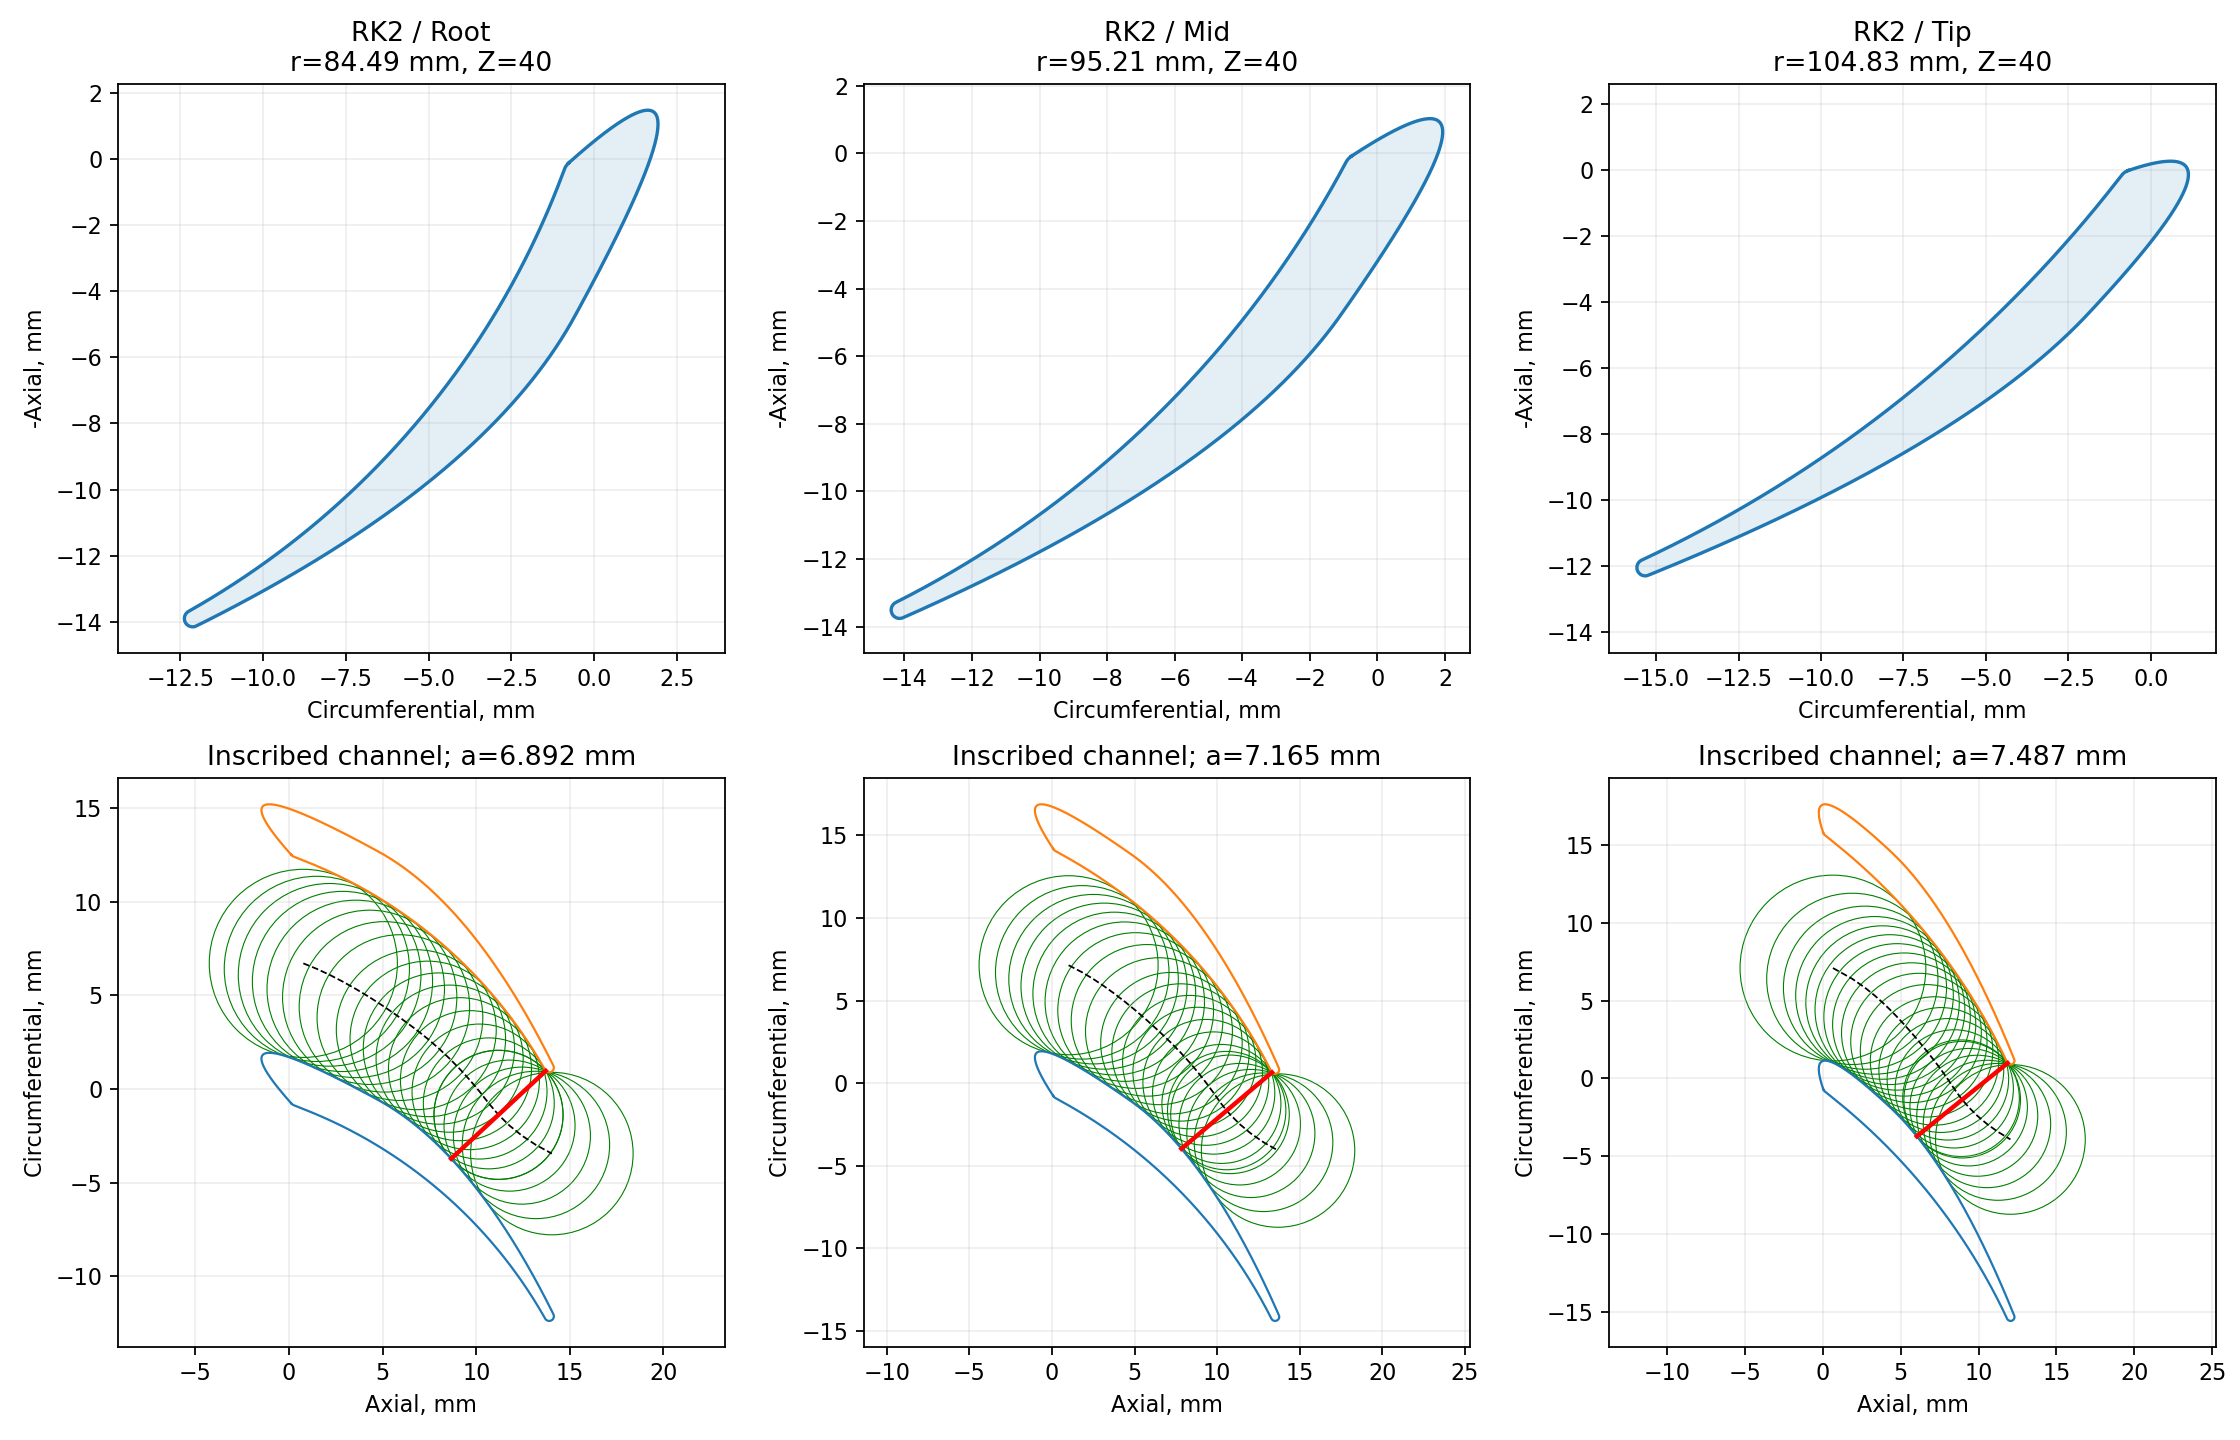 RK2 / Root
r=84.49 mm, Z=40
2
0
−2
−4
−6
−8
−10
−12
−14
-Axial, mm
−12.5 −10.0 −7.5 −5.0 −2.5 0.0 2.5
Circumferential, mm
RK2 / Mid
r=95.21 mm, Z=40
2
0
−2
−4
−6
−8
−10
−12
−14
-Axial, mm
−14 −12 −10 −8 −6 −4 −2 0 2
Circumferential, mm
RK2 / Tip
r=104.83 mm, Z=40
2
0
−2
−4
−6
−8
−10
−12
−14
-Axial, mm
−15.0 −12.5 −10.0 −7.5 −5.0 −2.5 0.0
Circumferential, mm
Inscribed channel; a=6.892 mm
15
10
5
0
−5
−10
Circumferential, mm
−5 0 5 10 15 20
Axial, mm
Inscribed channel; a=7.165 mm
15
10
5
0
−5
−10
−15
Circumferential, mm
−10 −5 0 5 10 15 20 25
Axial, mm
Inscribed channel; a=7.487 mm
15
10
5
0
−5
−10
−15
Circumferential, mm
−10 −5 0 5 10 15 20 25
Axial, mm